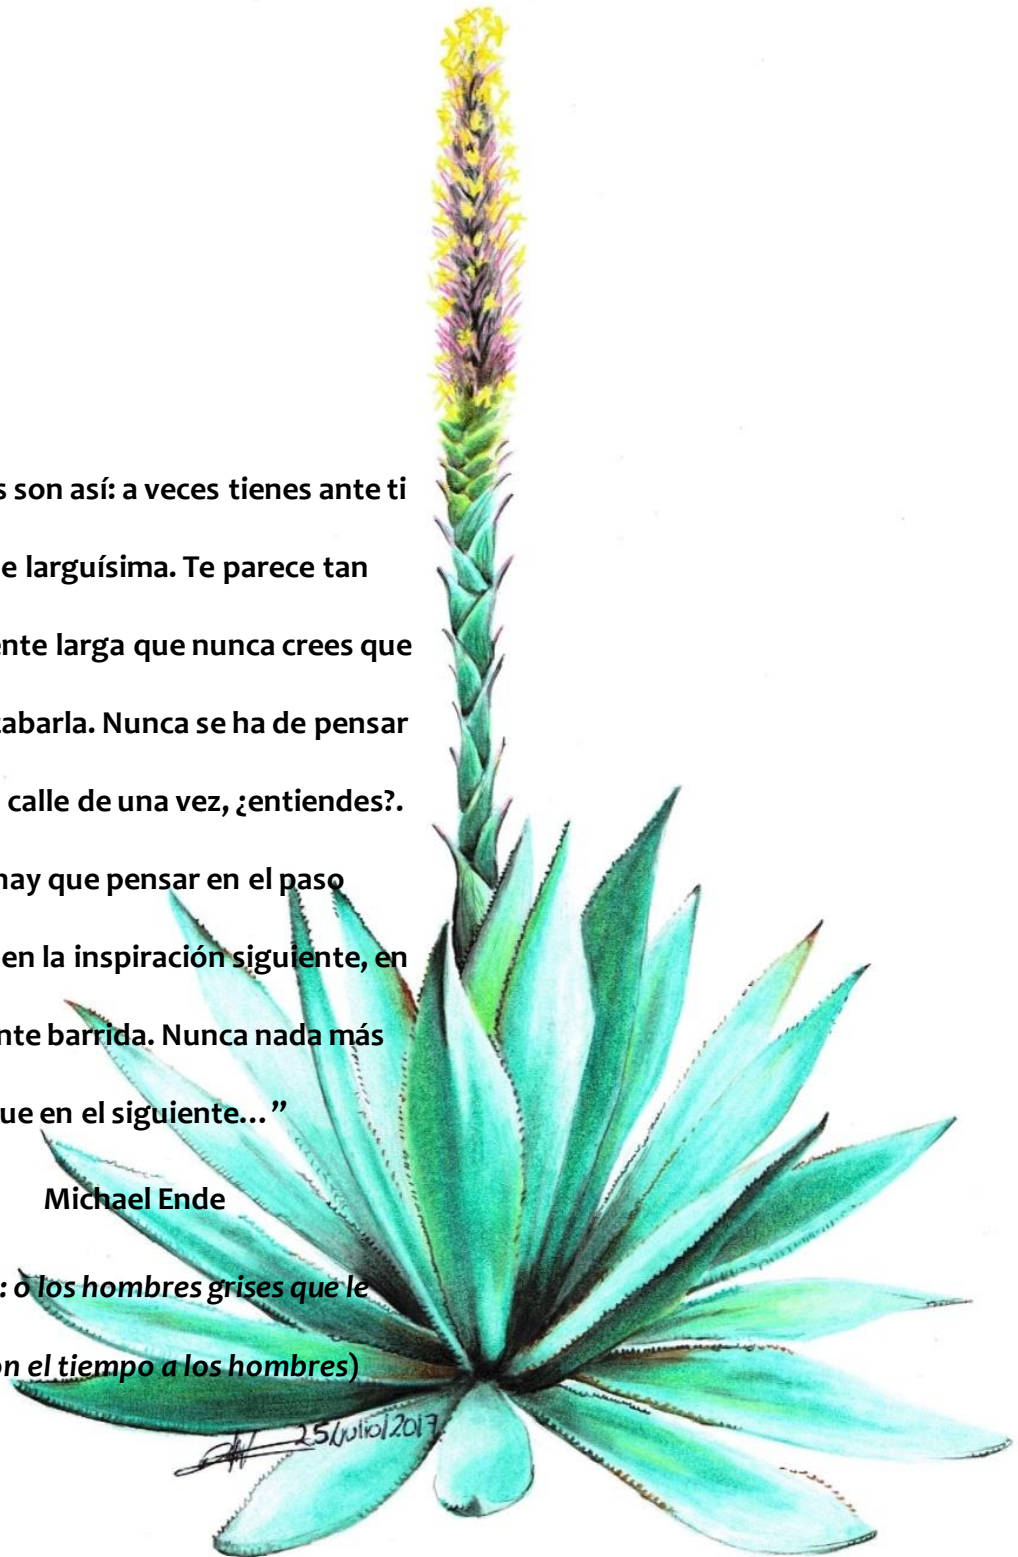 s son así: a veces tienes ante ti
e larguísima. Te parece tan
ente larga que nunca crees que
abarla. Nunca se ha de pensar
calle de una vez, ¿entiendes?.
hay que pensar en el paso
en la inspiración siguiente, en
nte barrida. Nunca nada más
ue en el siguiente…”
Michael Ende
: o los hombres grises que le
on el tiempo a los hombres)
25/julio/2017